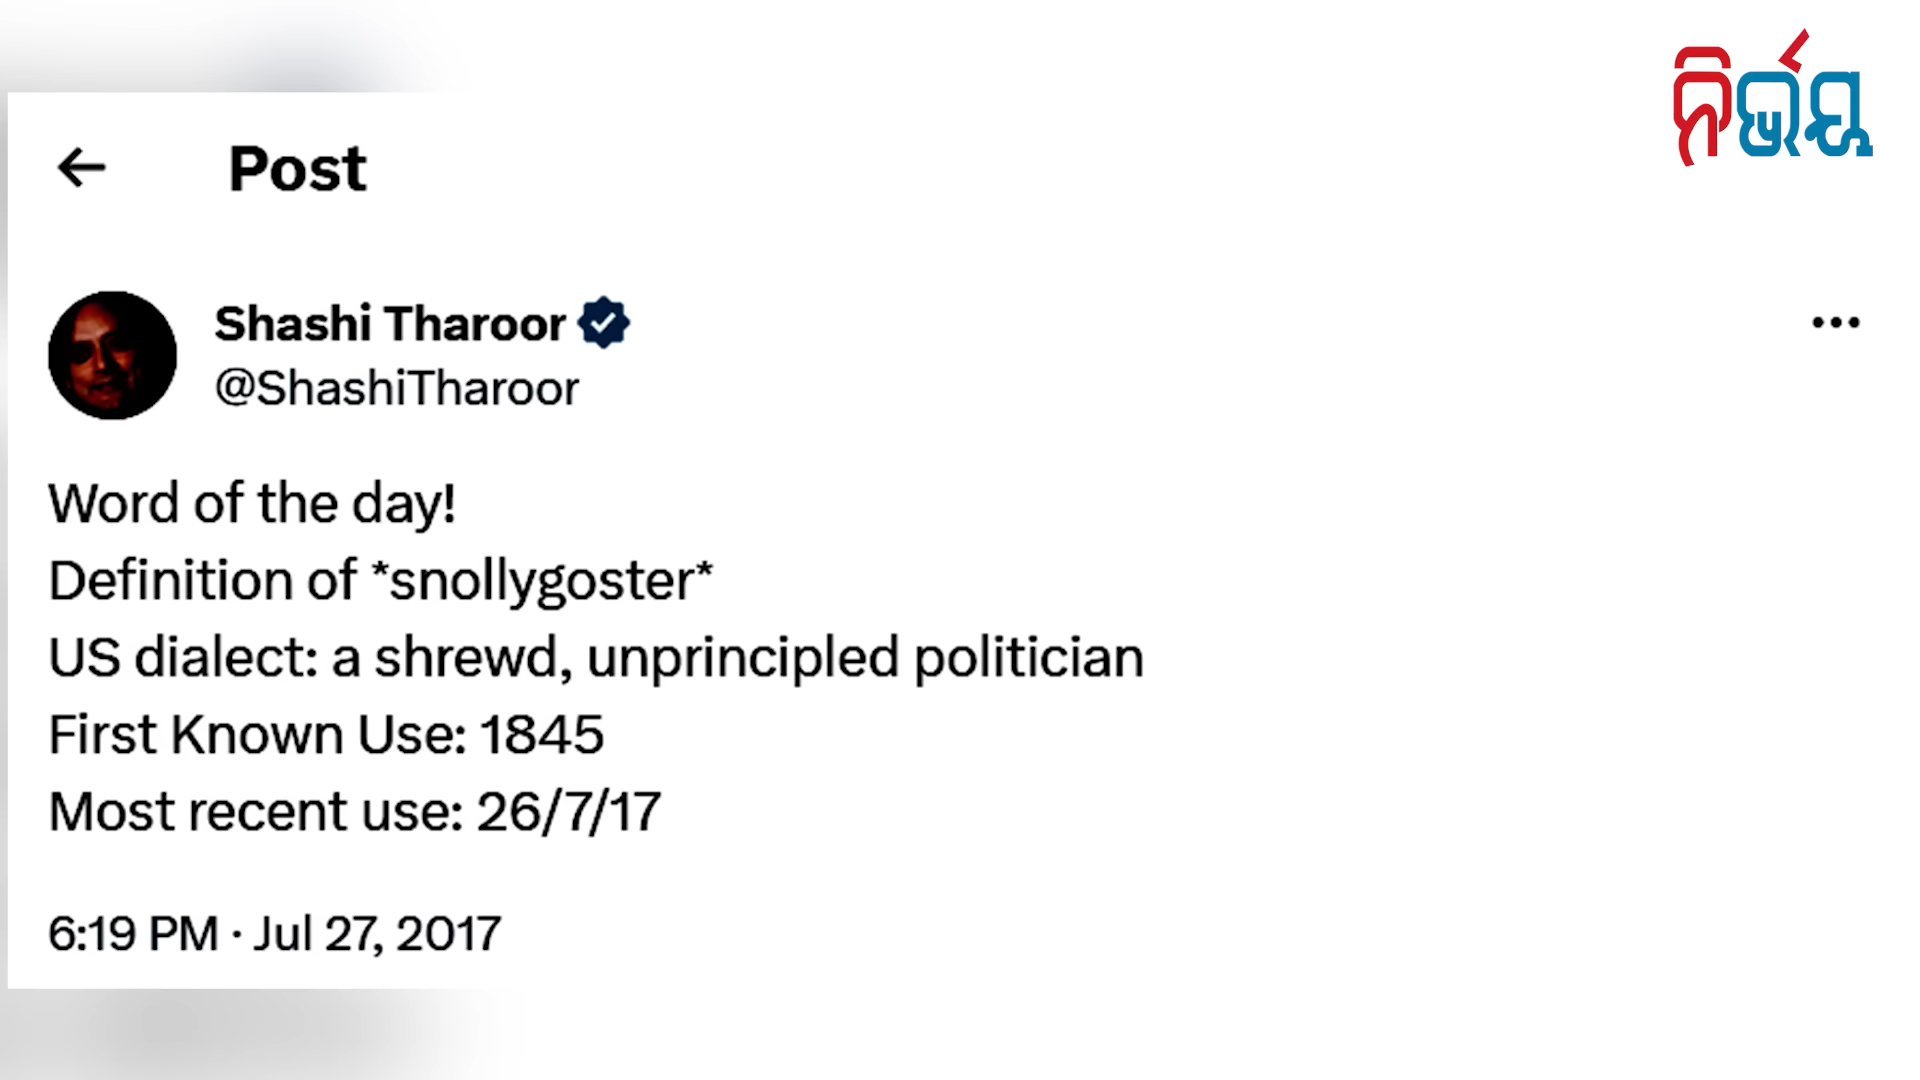 ନିର୍ଭୟ
Post
Shashi Tharoor
@ShashiTharoor
Word of the day!
Definition of *snollygoster*
US dialect: a shrewd, unprincipled politician
First Known Use: 1845
Most recent use: 26/7/17
6:19 PM · Jul 27, 2017